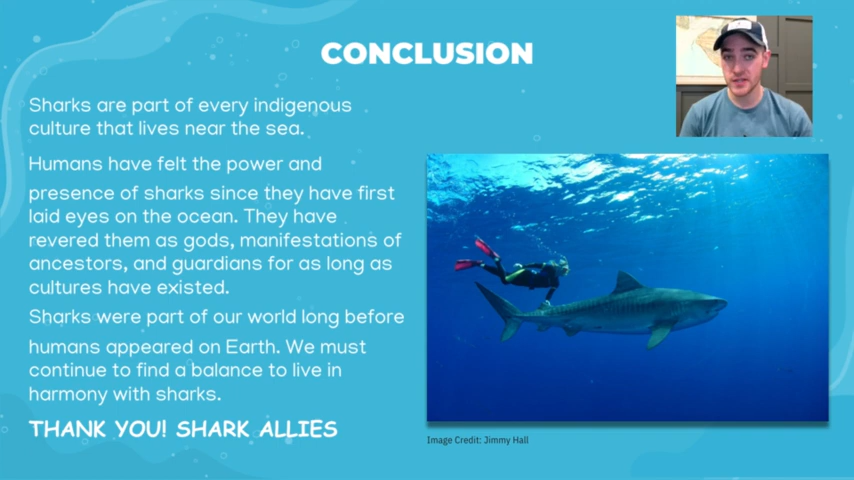 CONCLUSION
Sharks are part of every indigenous
culture that lives near the sea.
Humans have felt the power and
presence of sharks since they have first
laid eyes on the ocean. They have
revered them as gods, manifestations of
ancestors, and guardians for as long as
cultures have existed.
Sharks were part of our world long before
humans appeared on Earth. We must
continue to find a balance to live in
harmony with sharks.
THANK YOU! SHARK ALLIES
Image Credit: Jimmy Hall